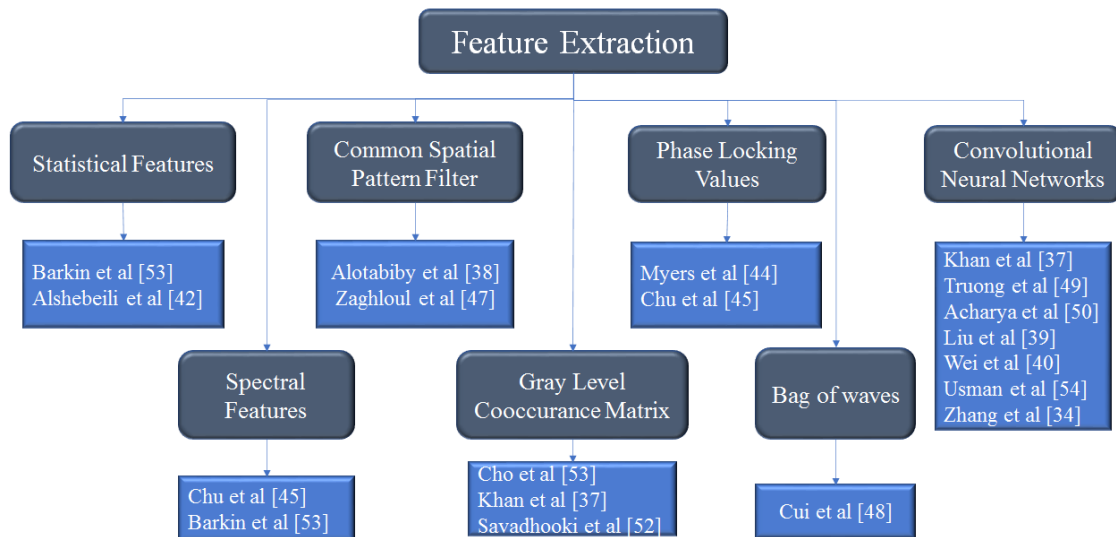 Feature Extraction
Statistical Features
Common Spatial
Pattern Filter
Phase Locking
Values
Convolutional
Neural Networks
Barkin et al [53]
Alshebeili et al [42]
Alotabiby et al [38]
Zaghloul et al [47]
Myers et al [44]
Chu et al [45]
Khan et al [37]
Truong et al [49]
Acharya et al [50]
Liu et al [39]
Wei et al [40]
Usman et al [54]
Zhang et al [34]
Spectral
Features
Gray Level
Cooccurance Matrix
Bag of waves
Chu et al [45]
Barkin et al [53]
Cho et al [53]
Khan et al [37]
Savadhooki et al [52]
Cui et al [48]